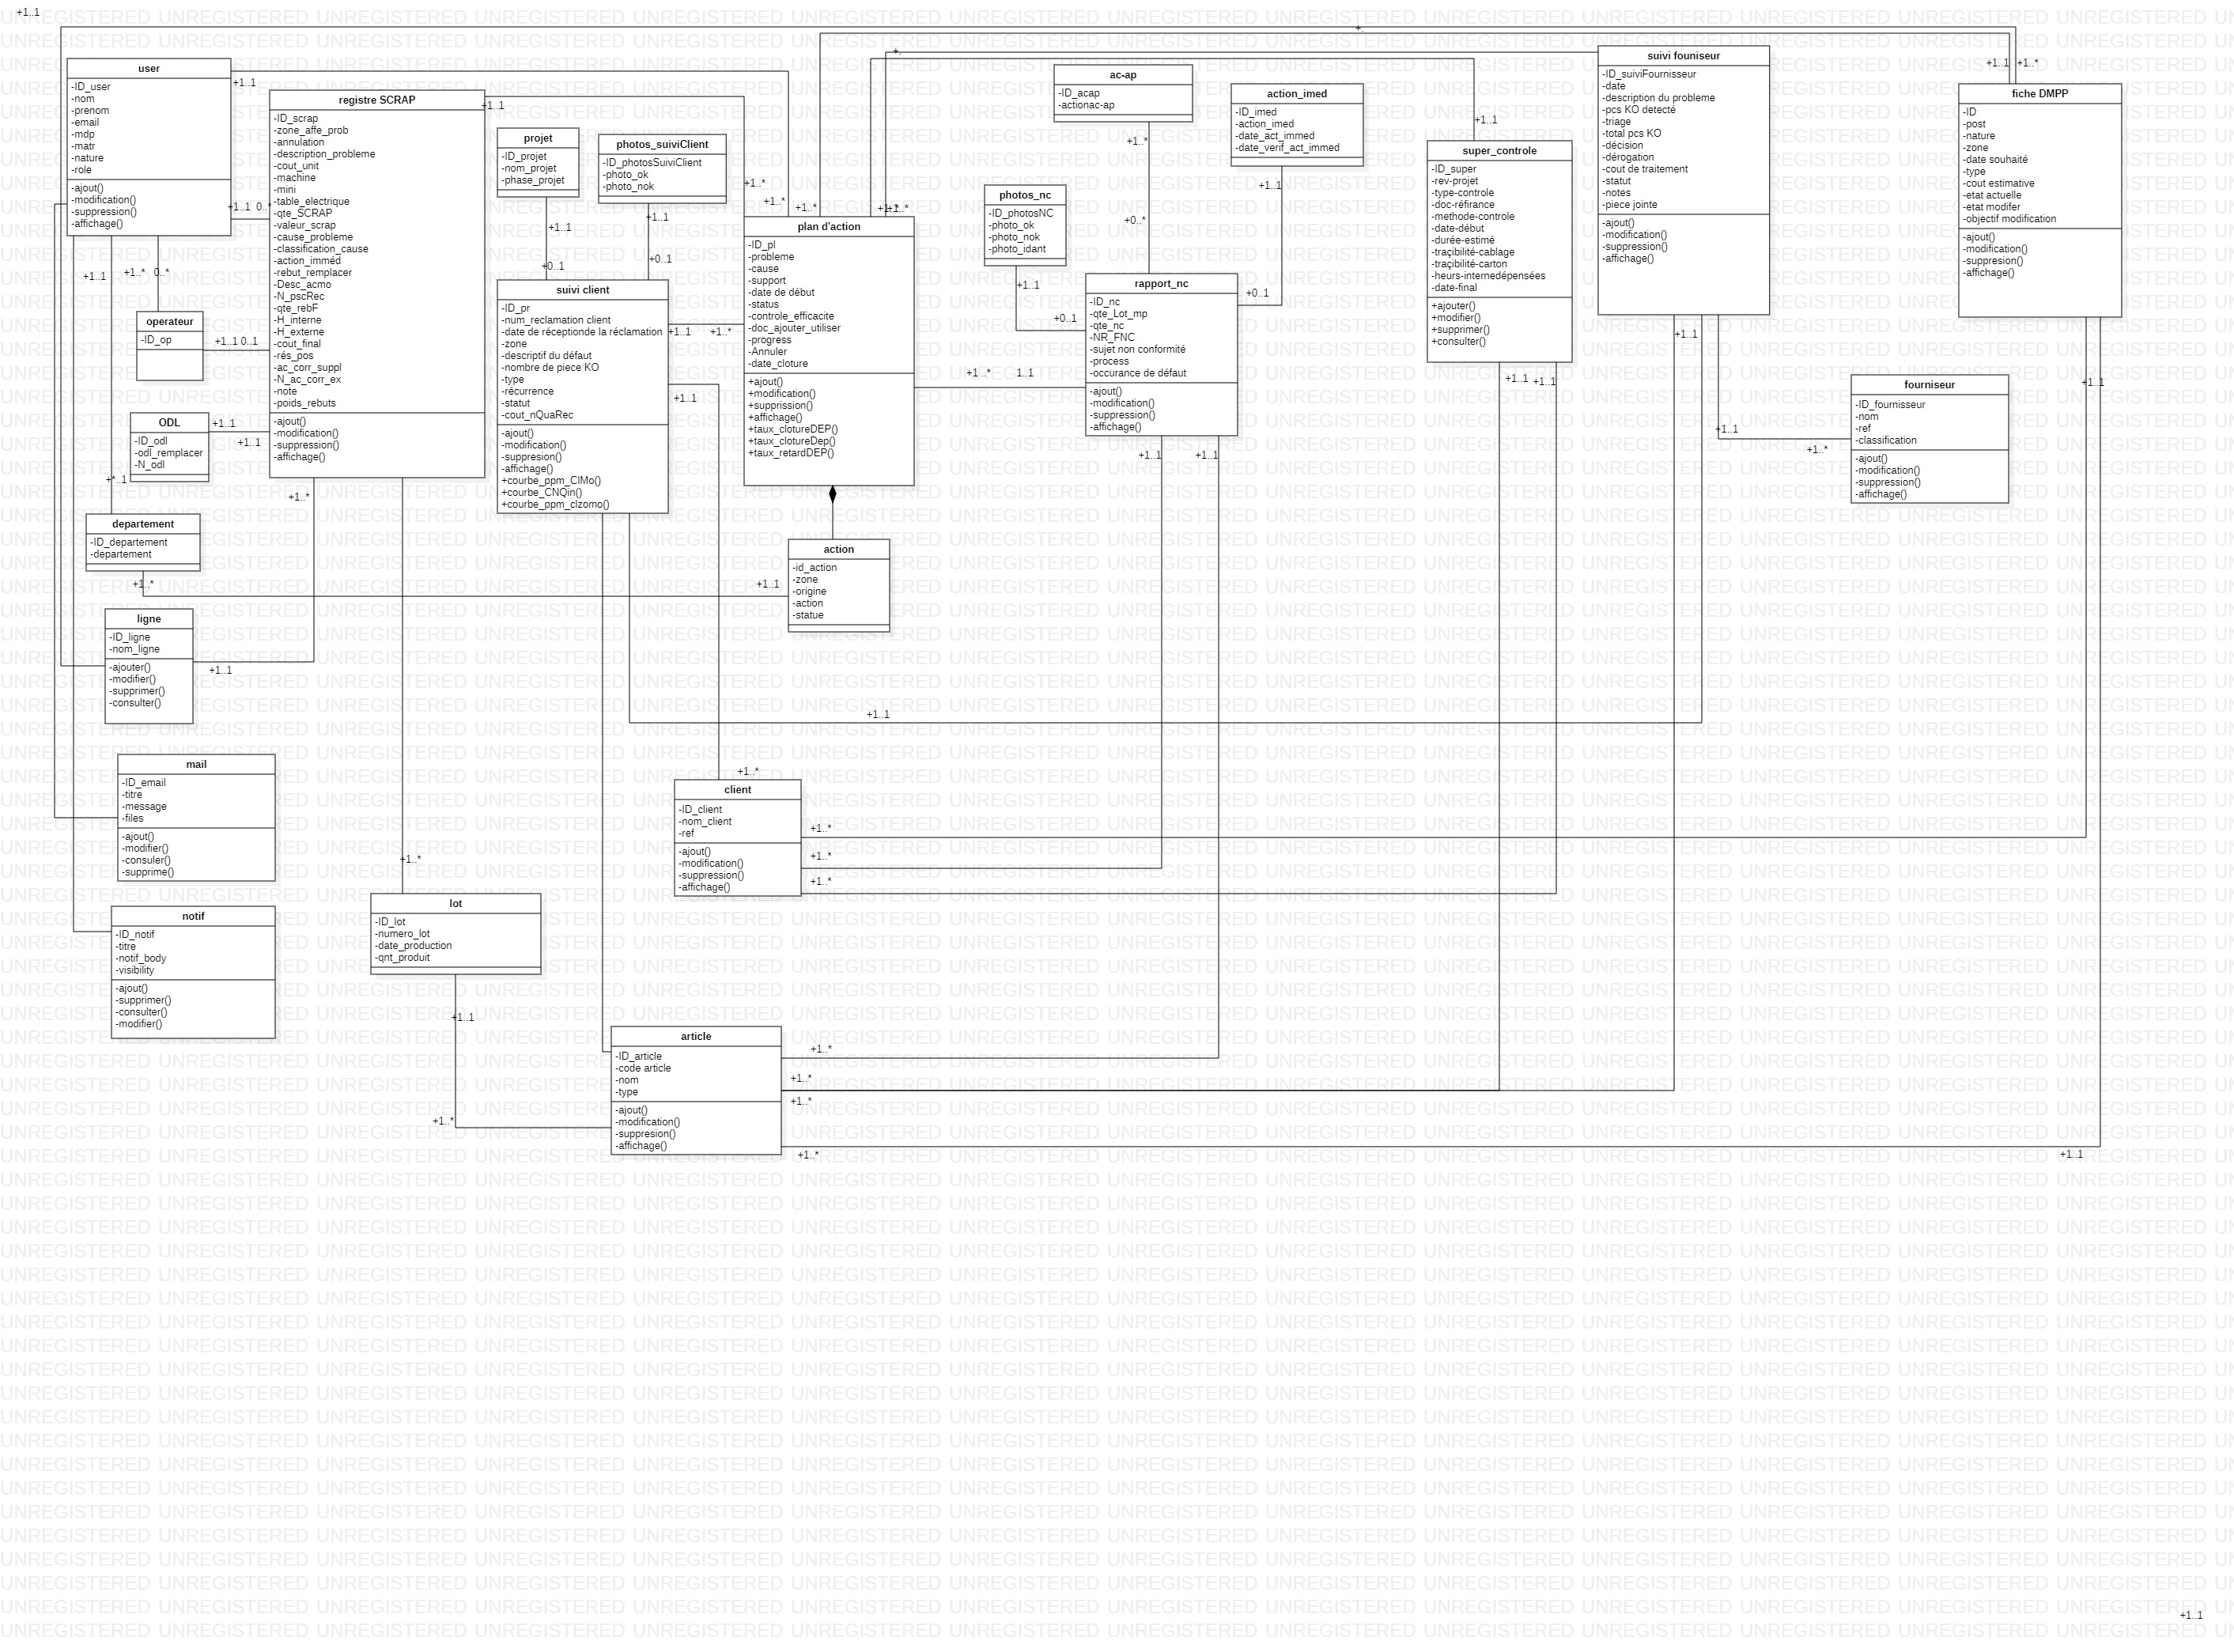 +1..1
user
-ID_user
-nom
-prenom
-email
-mdp
-matr
-nature
-role
-ajout()
-modification()
-suppression()
-affichage()
+1..1
+1..1 0..*
+1..1
+1..* 0..*
registre SCRAP
-ID_scrap
-zone_affe_prob
-annulation
-description_probleme
-cout_unit
-machine
-mini
-table_electrique
-qte_SCRAP
-valeur_scrap
-cause_probleme
-classification_cause
-action_imméd
-rebut_remplacer
-Desc_acmo
-N_pscRec
-qte_rebF
-H_interne
-H_externe
-cout_final
-rés_pos
-ac_corr_suppl
-N_ac_corr_ex
-note
-poids_rebuts
-ajout()
-modification()
-suppression()
-affichage()
+1..1
+1..*
operateur
-ID_op
+1..1 0..1
ODL
-ID_odl
-odl_remplacer
-N_odl
+1..1
+1..1
+*..1
departement
-ID_departement
-departement
+1..*
+1..1
ligne
-ID_ligne
-nom_ligne
-ajouter()
-modifier()
-supprimer()
-consulter()
+1..1
mail
-ID_email
-titre
-message
-files
-ajout()
-modifier()
-consuler()
-supprime()
notif
-ID_notif
-titre
-notif_body
-visibility
-ajout()
-supprimer()
-consulter()
-modifier()
projet
-ID_projet
-nom_projet
-phase_projet
+1..1
+0..1
photos_suiviClient
-ID_photosSuiviClient
-photo_ok
-photo_nok
+1..1
+0..1
suivi client
-ID_pr
-num_reclamation client
-date de réceptionde la réclamation
-zone
-descriptif du défaut
-nombre de piece KO
-type
-récurrence
-statut
-cout_nQuaRec
-ajout()
-modification()
-suppresion()
-affichage()
+courbe_ppm_ClMo()
+courbe_CNQin()
+courbe_ppm_clzomo()
+1..1
+1..*
+1..1
+1..*
+1..*
+1..*
+.
+.
plan d'action
-ID_pl
-probleme
-cause
-support
-date de début
-status
-controle_efficacite
-doc_ajouter_utiliser
-progress
-Annuler
-date_cloture
+ajout()
+modification()
+supprission()
+affichage()
+taux_clotureDEP()
+taux_clotureDep()
+taux_retardDEP()
+1..*
1..1
action
-id_action
-zone
-origine
-action
-statue
ac-ap
-ID_acap
-actionac-ap
+1..*
+0..*
action_imed
-ID_imed
-action_imed
-date_act_immed
-date_verif_act_immed
+1..1
+0..1
photos_nc
-ID_photosNC
-photo_ok
-photo_nok
-photo_idant
+1..1
+0..1
rapport_nc
-ID_nc
-qte_Lot_mp
-qte_nc
-NR_FNC
-sujet non conformité
-process
-occurance de défaut
-ajout()
-modification()
-suppression()
-affichage()
+1..1
+1..1
+1..1
super_controle
-ID_super
-rev-projet
-type-controle
-doc-réfirance
-methode-controle
-date-début
-durée-estimé
-traçibilité-cablage
-traçibilité-carton
-heurs-internedépensées
-date-final
+ajouter()
+modifier()
+supprimer()
+consulter()
+1..1
+1..1
suivi founiseur
-ID_suiviFournisseur
-date
-description du probleme
-pcs KO detecté
-triage
-total pcs KO
-décision
-dérogation
-cout de traitement
-statut
-notes
-piece jointe
-ajout()
-modification()
-suppression()
-affichage()
+1..1
+1..1
+1..*
fourniseur
-ID_fournisseur
-nom
-ref
-classification
-ajout()
-modification()
-suppression()
-affichage()
+1..1
+1..*
fiche DMPP
-ID
-post
-nature
-zone
-date souhaité
-type
-cout estimative
-etat actuelle
-etat modifer
-objectif modification
-ajout()
-modification()
-suppresion()
-affichage()
+1..1
+1..1
+1..*
client
-ID_client
-nom_client
-ref
-ajout()
-modification()
-suppression()
-affichage()
+1..*
+1..*
+1..*
+1..*
lot
-ID_lot
-numero_lot
-date_production
-qnt_produit
+1..1
+1..*
article
-ID_article
-code article
-nom
-type
-ajout()
-modification()
-suppresion()
-affichage()
+1..*
+1..*
+1..*
+1..*
+1..1
+1..1